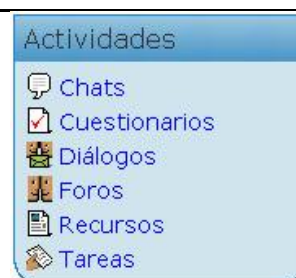 Actividades
Chats
Cuestionarios
Diálogos
Foros
Recursos
Tareas